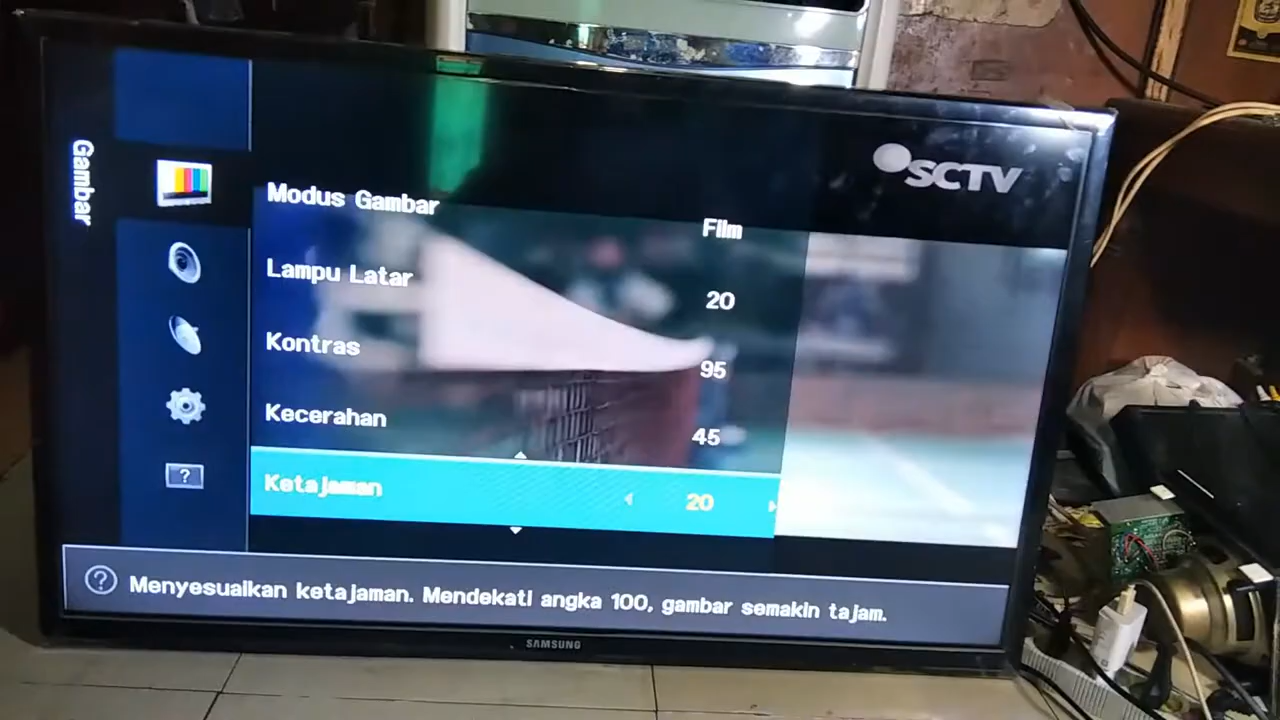 SCTV
Gambar
Modus Gambar Film
Lampu Latar 20
Kontras 95
Kecerahan 45
Ketajaman 20
? Menyesuaikan ketajaman. Mendekati angka 100, gambar semakin tajam.
SAMSUNG